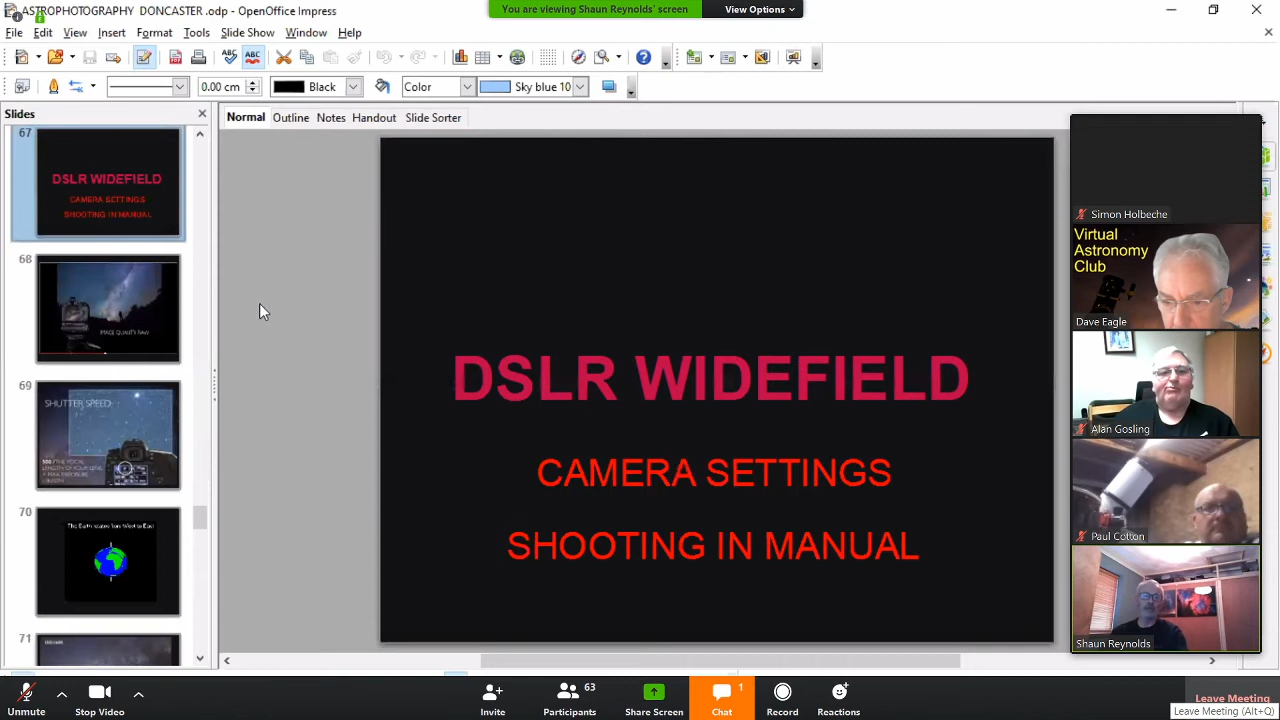 ASTROPHOTOGRAPHY DONCASTER.odp - OpenOffice Impress
You are viewing Shaun Reynolds' screen
View Options
File Edit View Insert Format Tools Slide Show Window Help
0.00 cm
Black
Color
Sky blue 10
Slides
Normal Outline Notes Handout Slide Sorter
67
DSLR WIDEFIELD
CAMERA SETTINGS
SHOOTING IN MANUAL
68
IMAGE QUALITY RAW
69
SHUTTER SPEED
70
The Earth rotates from West to East
71
DSLR WIDEFIELD
CAMERA SETTINGS
SHOOTING IN MANUAL
Simon Holbeche
Virtual
Astronomy
Club
Dave Eagle
Alan Gosling
Paul Cotton
Shaun Reynolds
Unmute
Stop Video
Invite
Participants
63
Share Screen
Chat
1
Record
Reactions
Leave Meeting
Leave Meeting (Alt+Q)